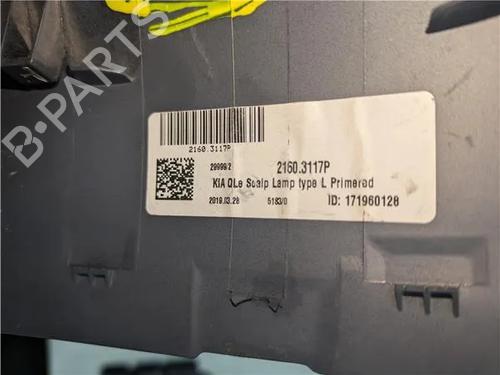 B-PARTS
2160.3117P
29999/2
2160.3117P
KIA QLe Scalp Lamp type L Primered
2019.03.28
5183/0
ID: 171960128